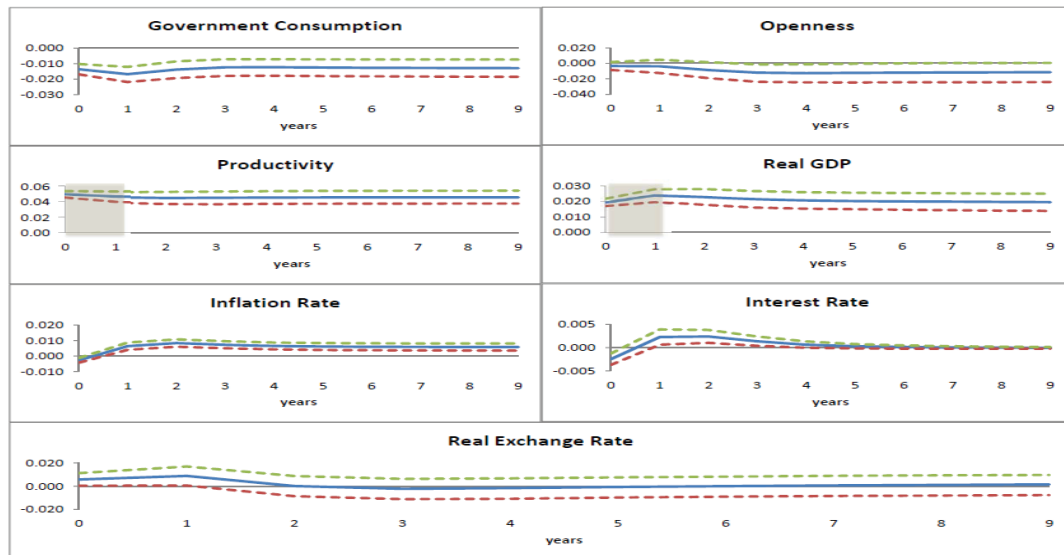 Government Consumption
0.000
-0.010
-0.020
-0.030
0 1 2 3 4 5 6 7 8 9
years
Openness
0.020
0.000
-0.020
-0.040
0 1 2 3 4 5 6 7 8 9
years
Productivity
0.06
0.04
0.02
0.00
0 1 2 3 4 5 6 7 8 9
years
Real GDP
0.030
0.020
0.010
0.000
0 1 2 3 4 5 6 7 8 9
years
Inflation Rate
0.020
0.010
0.000
-0.010
0 1 2 3 4 5 6 7 8 9
years
Interest Rate
0.005
0.000
-0.005
0 1 2 3 4 5 6 7 8 9
years
Real Exchange Rate
0.020
0.000
-0.020
0 1 2 3 4 5 6 7 8 9
years